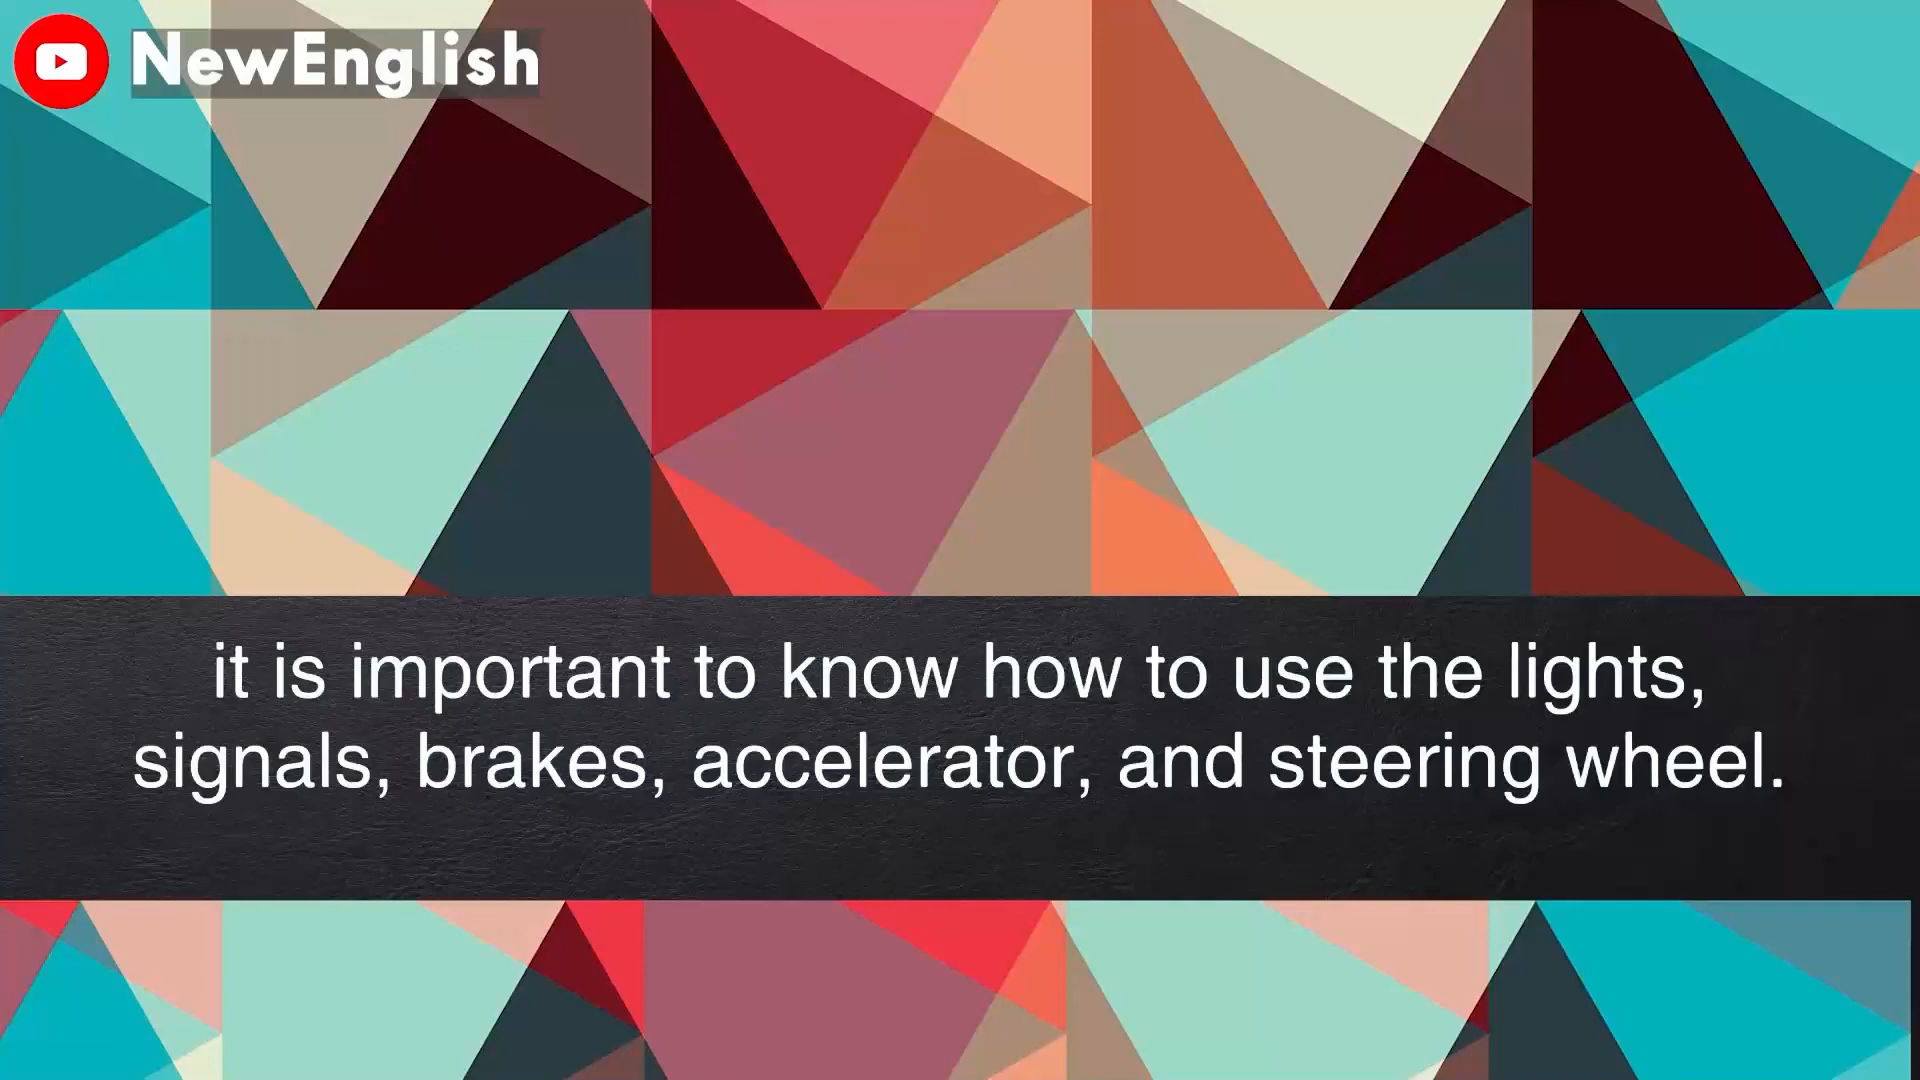 NewEnglish
it is important to know how to use the lights,
signals, brakes, accelerator, and steering wheel.